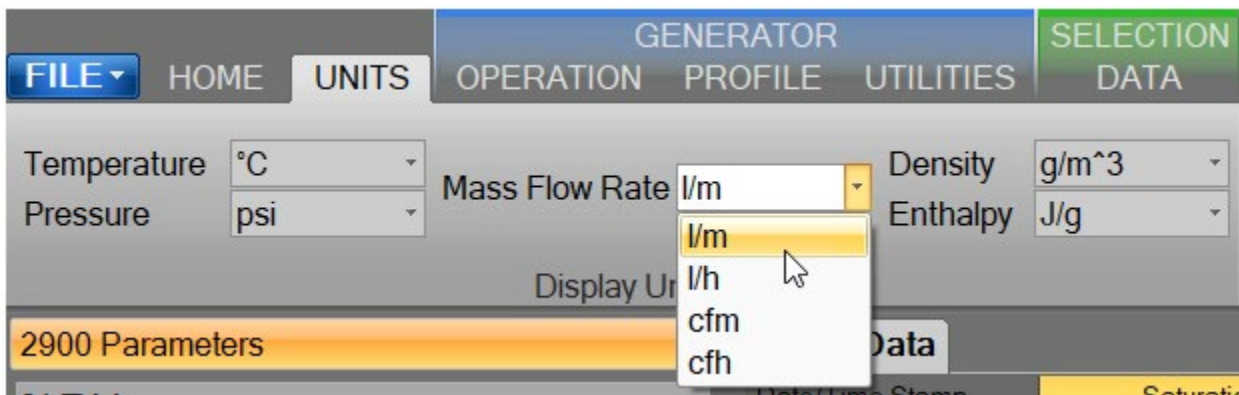 GENERATOR SELECTION
FILE HOME UNITS OPERATION PROFILE UTILITIES DATA
Temperature °C
Pressure psi
Mass Flow Rate l/m
Density g/m^3
Enthalpy J/g
l/m
l/h
cfm
cfh
Display
2900 Parameters
Data